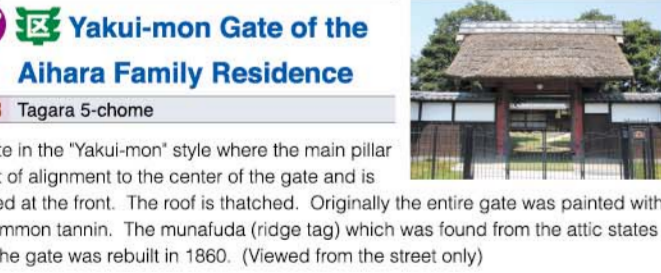 区 Yakui-mon Gate of the
Aihara Family Residence
Tagara 5-chome
te in the "Yakui-mon" style where the main pillar
t of alignment to the center of the gate and is
ed at the front. The roof is thatched. Originally the entire gate was painted with
mmon tannin. The munafuda (ridge tag) which was found from the attic states
he gate was rebuilt in 1860. (Viewed from the street only)